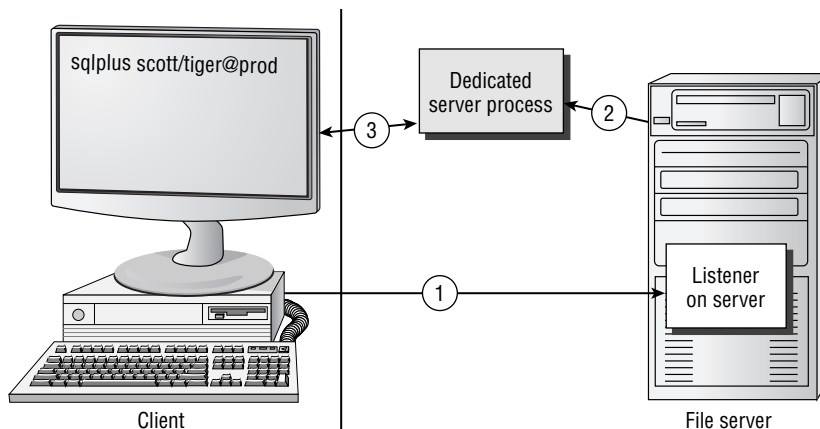 sqlplus scott/tiger@prod
Dedicated
server process
2
3
1
Listener
on server
Client
File server